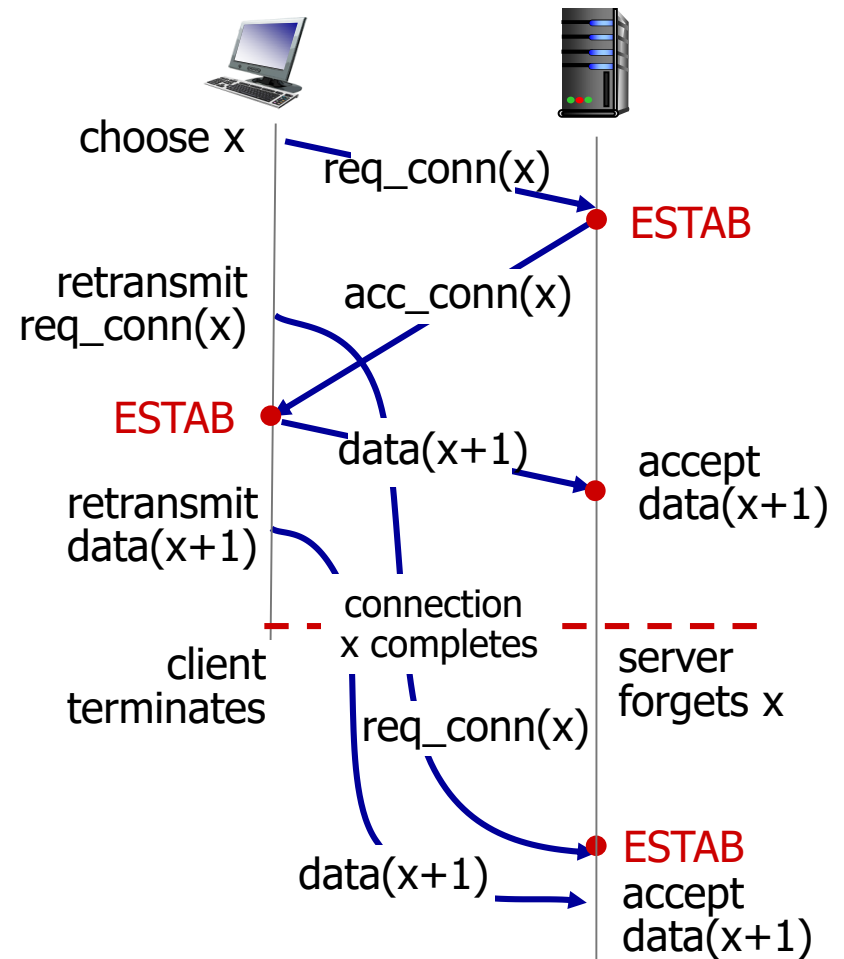 choose x
req_conn(x)
ESTAB
retransmit
req_conn(x)
acc_conn(x)
ESTAB
data(x+1)
accept
data(x+1)
retransmit
data(x+1)
connection
x completes
client
terminates
server
forgets x
req_conn(x)
ESTAB
data(x+1)
accept
data(x+1)